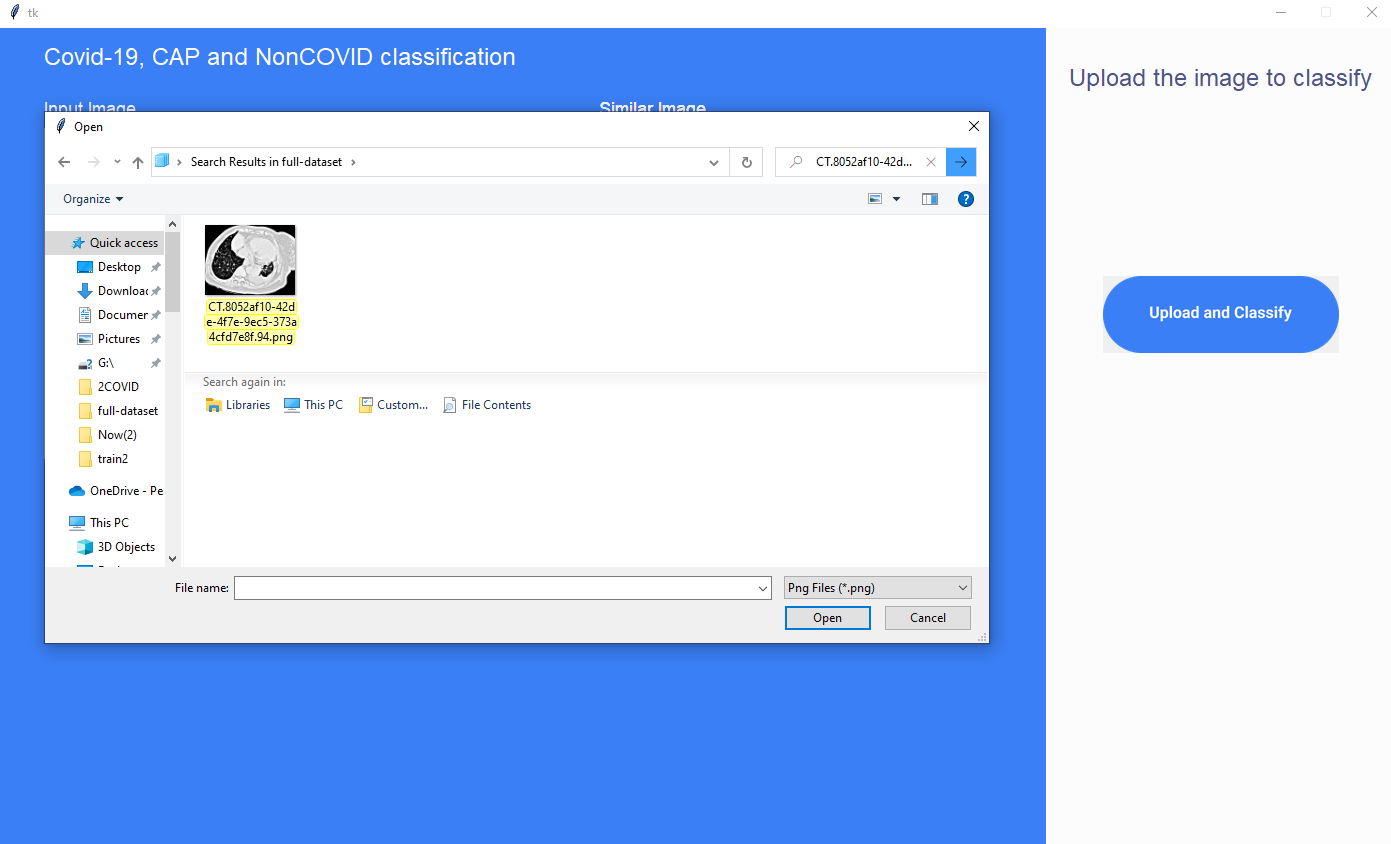 tk
Covid-19, CAP and NonCOVID classification
Upload the image to classify
Input Image
Similar Image
Open
Search Results in full-dataset
CT.8052af10-42d...
Organize
Quick access
Desktop
Downloac
Documer
Pictures
G:\
2COVID
full-dataset
Now(2)
train2
OneDrive - Pe
This PC
3D Objects
CT.8052af10-42d
e-4f7e-9ec5-373a
4cfd7e8f.94.png
Search again in:
Libraries
This PC
Custom...
File Contents
File name:
Png Files (*.png)
Open
Cancel
Upload and Classify